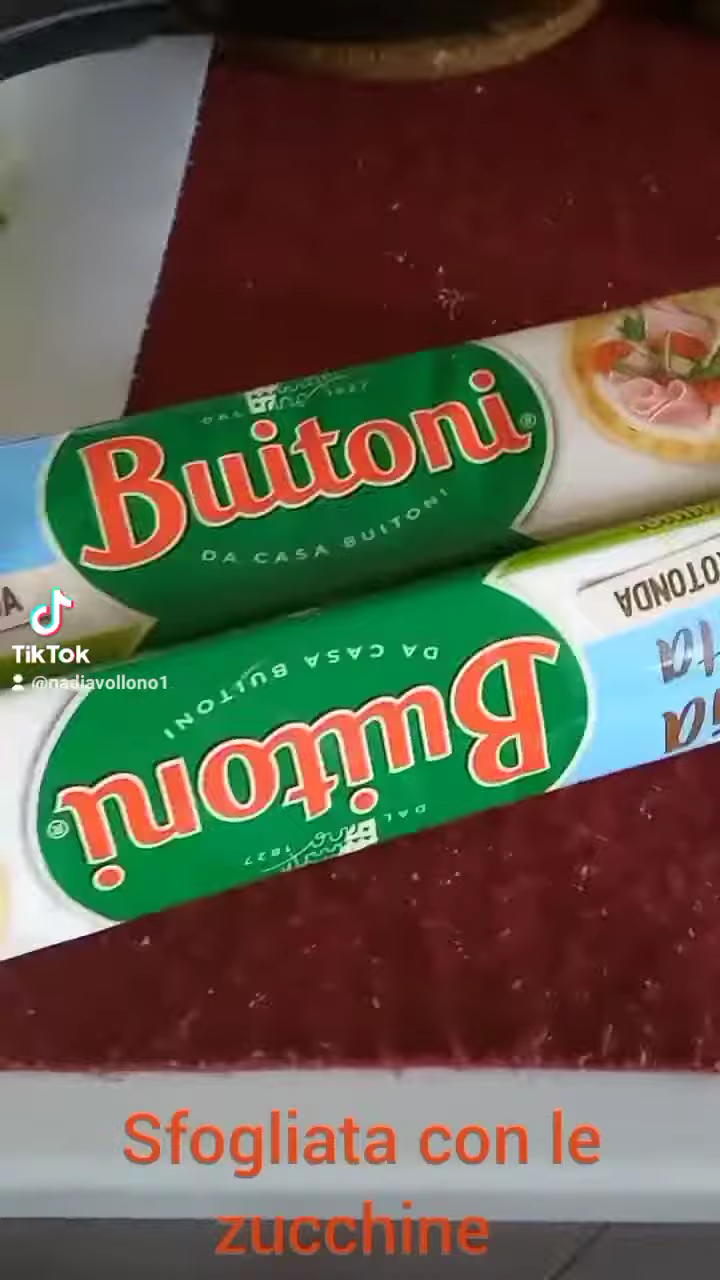 DAL 1827
Buitoni®
DA CASA BUITONI
TikTok
@nadiavollono1
ROTONDA
DA CASA BUITONI
Buitoni®
DAL 1827
Sfogliata con le
zucchine